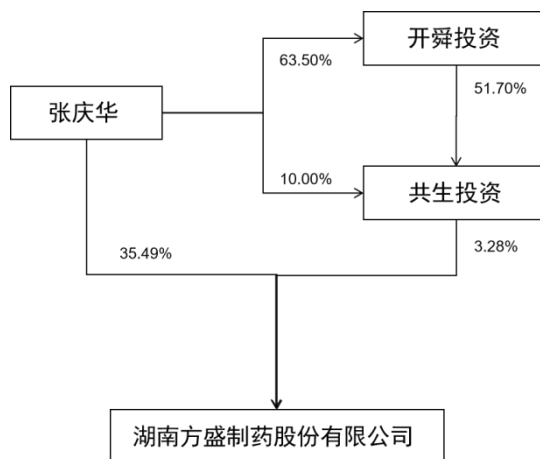 开舜投资
63.50%
51.70%
张庆华
10.00%
共生投资
35.49%
3.28%
湖南方盛制药股份有限公司